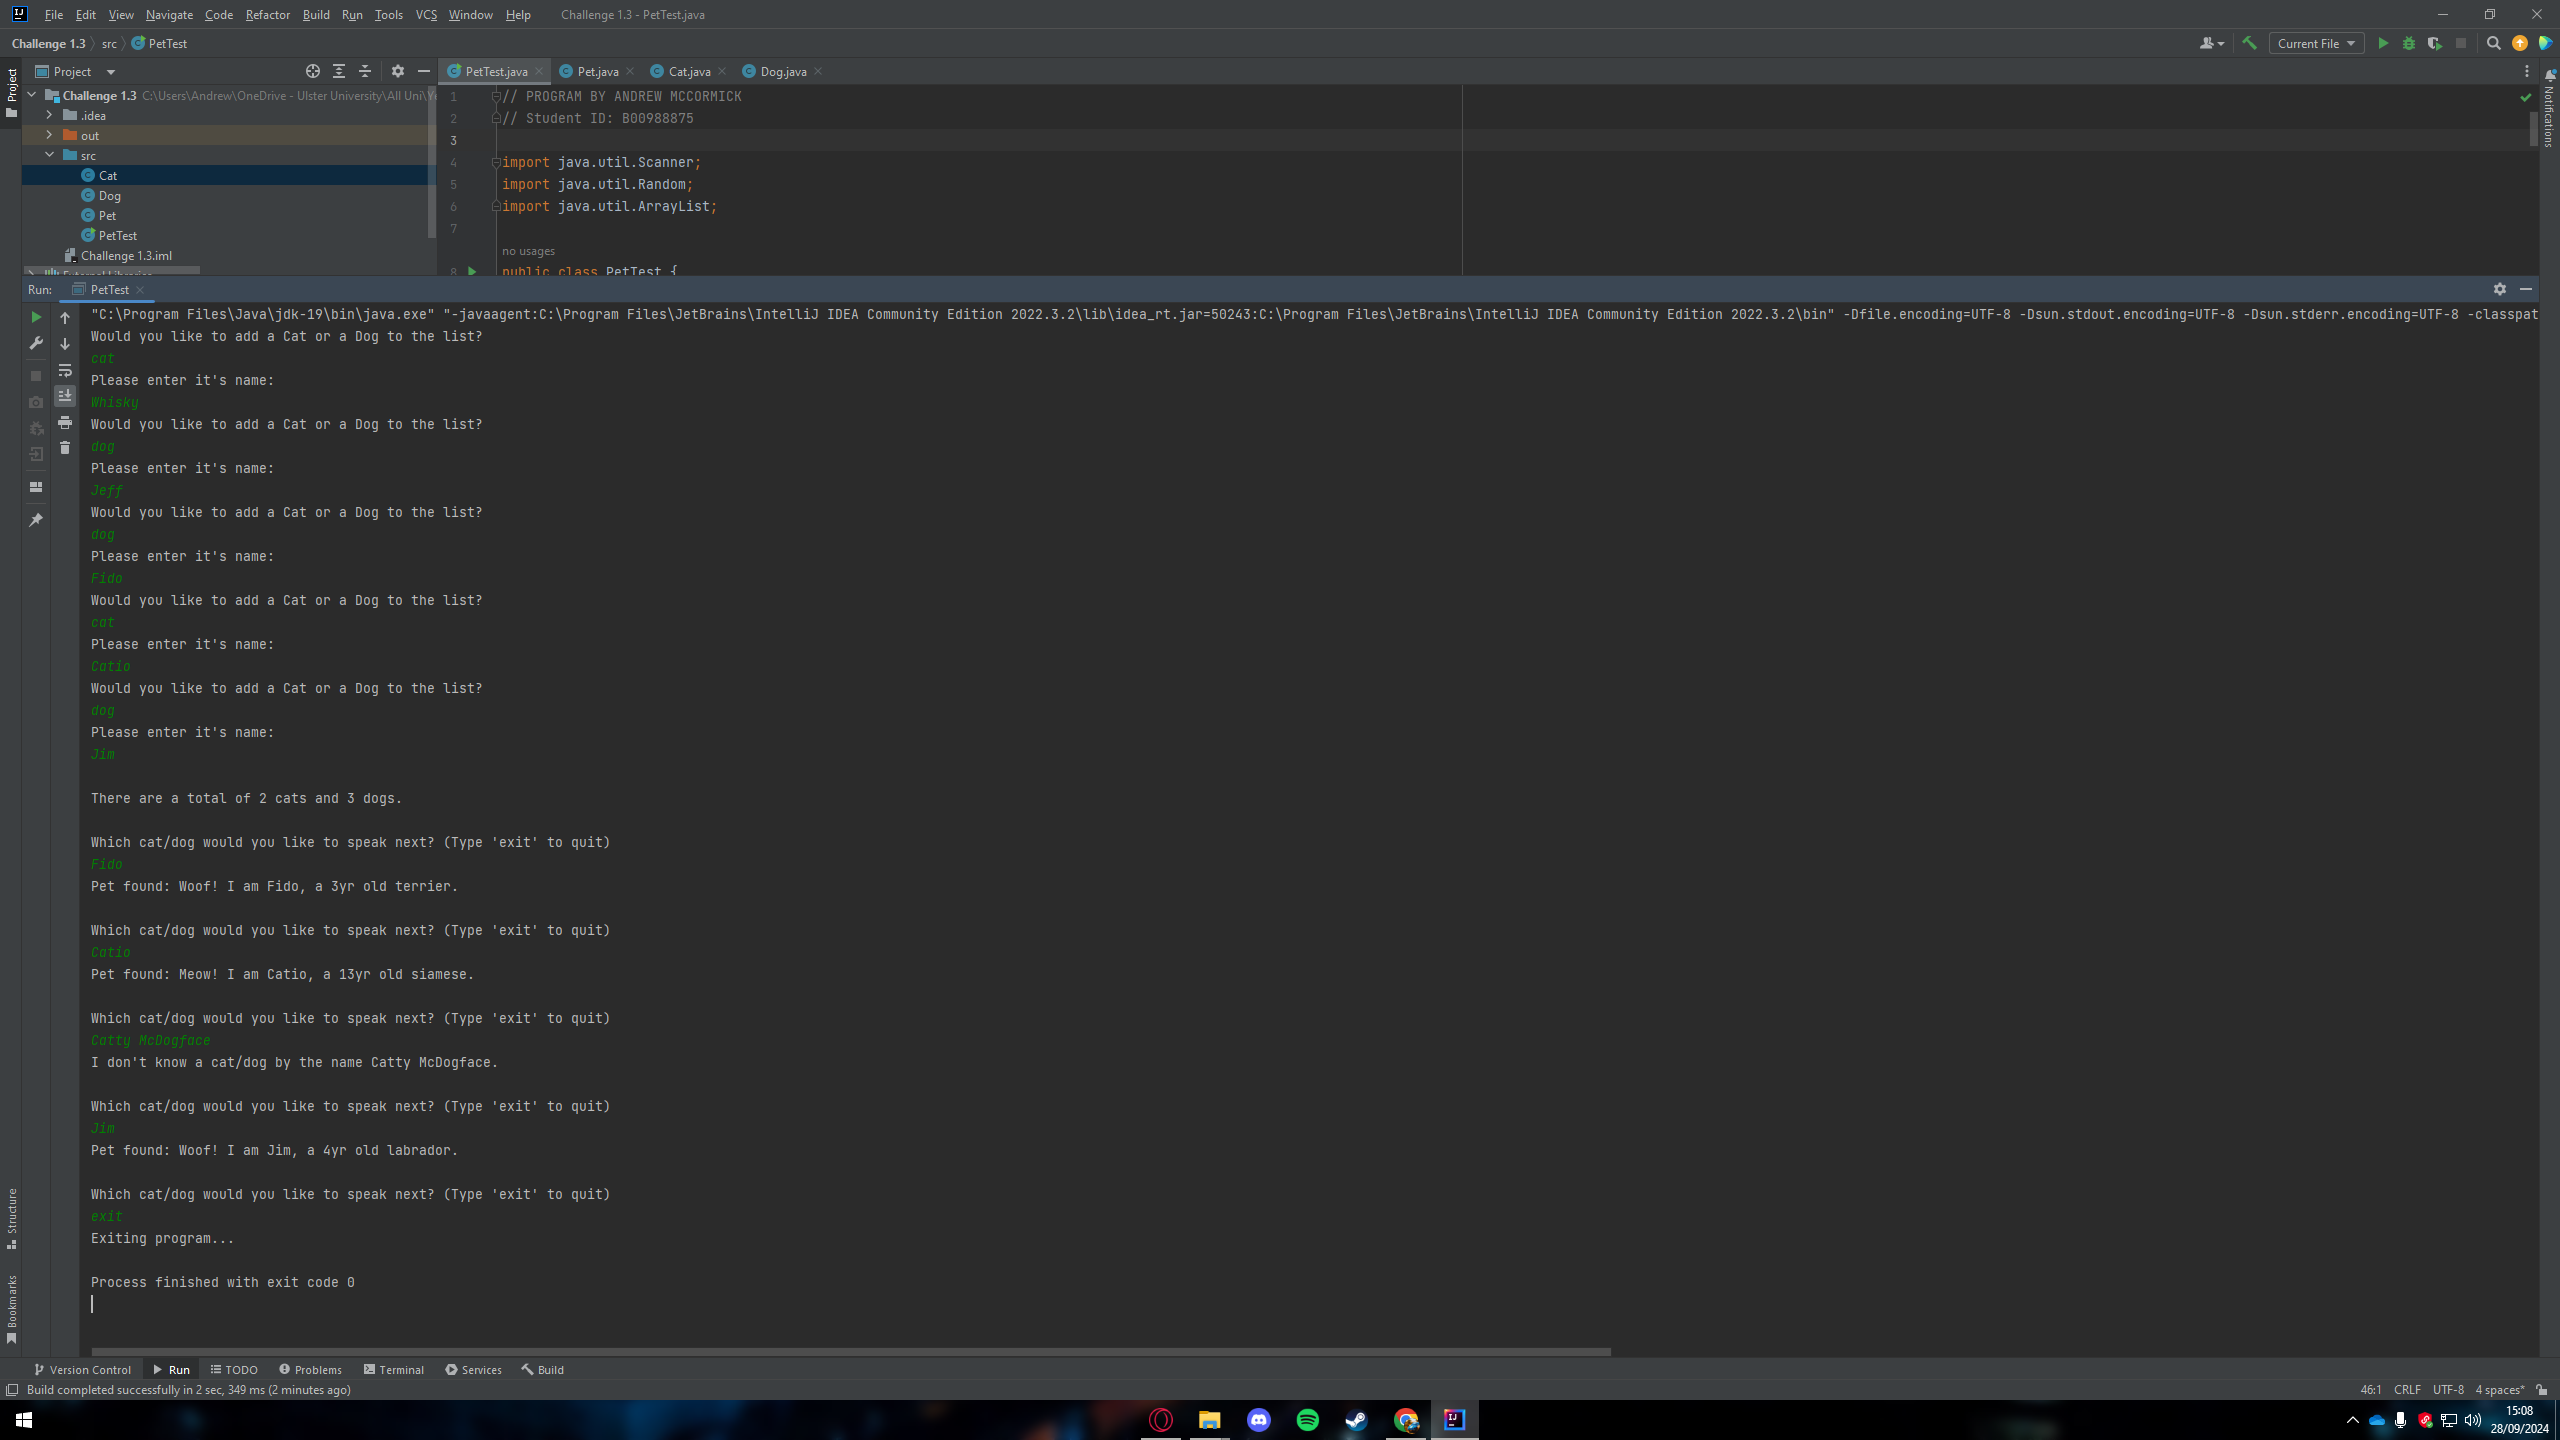 File Edit View Navigate Code Refactor Build Run Tools VCS Window Help Challenge 1.3 - PetTest.java
Challenge 1.3 src PetTest Current File
Project PetTest.java Pet.java Cat.java Dog.java
Project
Notifications
Challenge 1.3 C:\Users\Andrew\OneDrive - Ulster University\All Uni\Y
.idea
out
src
Cat
Dog
Pet
PetTest
Challenge 1.3.iml
External Libraries
1 // PROGRAM BY ANDREW MCCORMICK
2 // Student ID: B00988875
3
4 import java.util.Scanner;
5 import java.util.Random;
6 import java.util.ArrayList;
7
no usages
8 public class PetTest {
Run: PetTest
"C:\Program Files\Java\jdk-19\bin\java.exe" "-javaagent:C:\Program Files\JetBrains\IntelliJ IDEA Community Edition 2022.3.2\lib\idea_rt.jar=50243:C:\Program Files\JetBrains\IntelliJ IDEA Community Edition 2022.3.2\bin" -Dfile.encoding=UTF-8 -Dsun.stdout.encoding=UTF-8 -Dsun.stderr.encoding=UTF-8 -classpat
Would you like to add a Cat or a Dog to the list?
cat
Please enter it's name:
Whisky
Would you like to add a Cat or a Dog to the list?
dog
Please enter it's name:
Jeff
Would you like to add a Cat or a Dog to the list?
dog
Please enter it's name:
Fido
Would you like to add a Cat or a Dog to the list?
cat
Please enter it's name:
Catio
Would you like to add a Cat or a Dog to the list?
dog
Please enter it's name:
Jim
There are a total of 2 cats and 3 dogs.
Which cat/dog would you like to speak next? (Type 'exit' to quit)
Fido
Pet found: Woof! I am Fido, a 3yr old terrier.
Which cat/dog would you like to speak next? (Type 'exit' to quit)
Catio
Pet found: Meow! I am Catio, a 13yr old siamese.
Which cat/dog would you like to speak next? (Type 'exit' to quit)
Catty McDogface
I don't know a cat/dog by the name Catty McDogface.
Which cat/dog would you like to speak next? (Type 'exit' to quit)
Jim
Pet found: Woof! I am Jim, a 4yr old labrador.
Which cat/dog would you like to speak next? (Type 'exit' to quit)
exit
Exiting program...
Process finished with exit code 0
Structure
Bookmarks
Version Control Run TODO Problems Terminal Services Build
Build completed successfully in 2 sec, 349 ms (2 minutes ago) 46:1 CRLF UTF-8 4 spaces*
15:08
28/09/2024